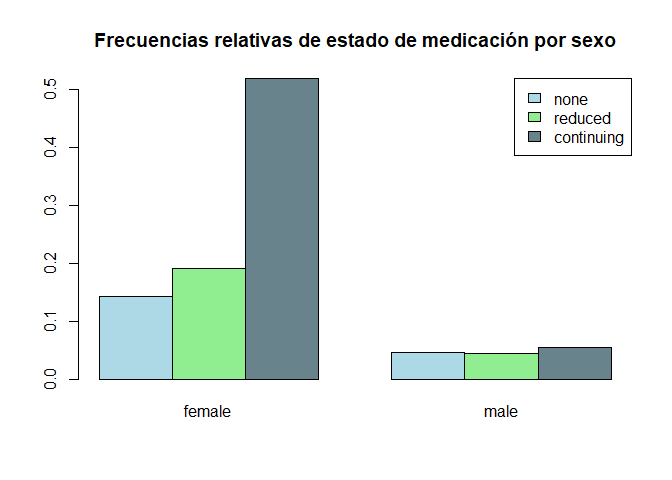 Frecuencias relativas de estado de medicación por sexo
none
reduced
continuing
0.5
0.4
0.3
0.2
0.1
0.0
female
male